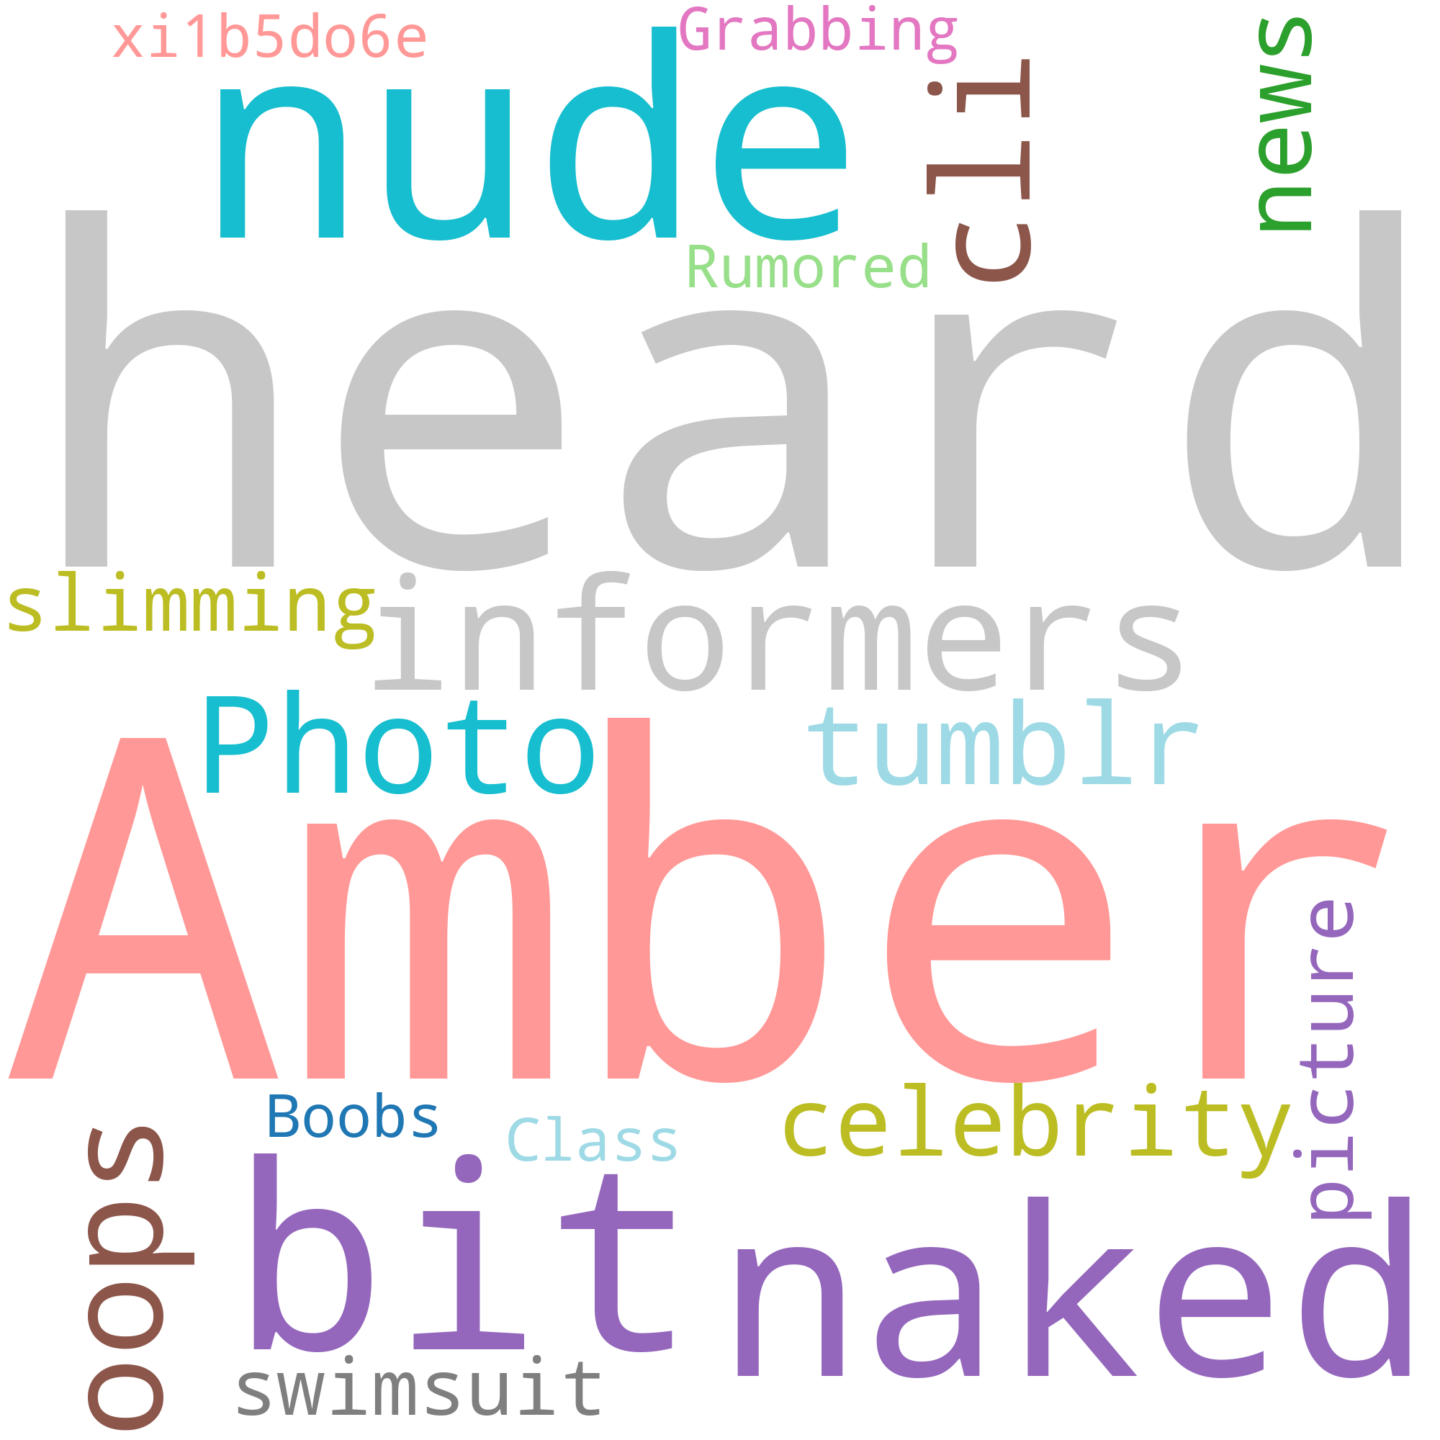 xi1b5do6e
Grabbing
nude
cli
news
Rumored
heard
slimming
informers
Photo
tumblr
Amber
picture
Boobs
Class
celebrity
oops
bit
naked
swimsuit